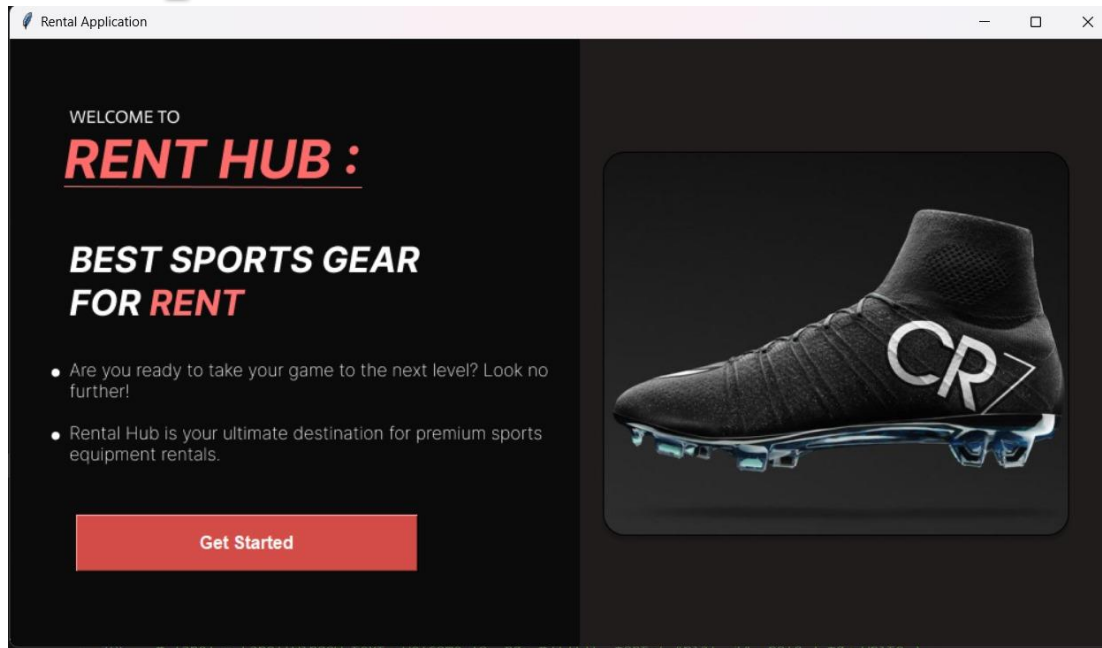 Rental Application
WELCOME TO
RENT HUB :
BEST SPORTS GEAR
FOR RENT
Are you ready to take your game to the next level? Look no
further!
Rental Hub is your ultimate destination for premium sports
equipment rentals.
Get Started
CR7